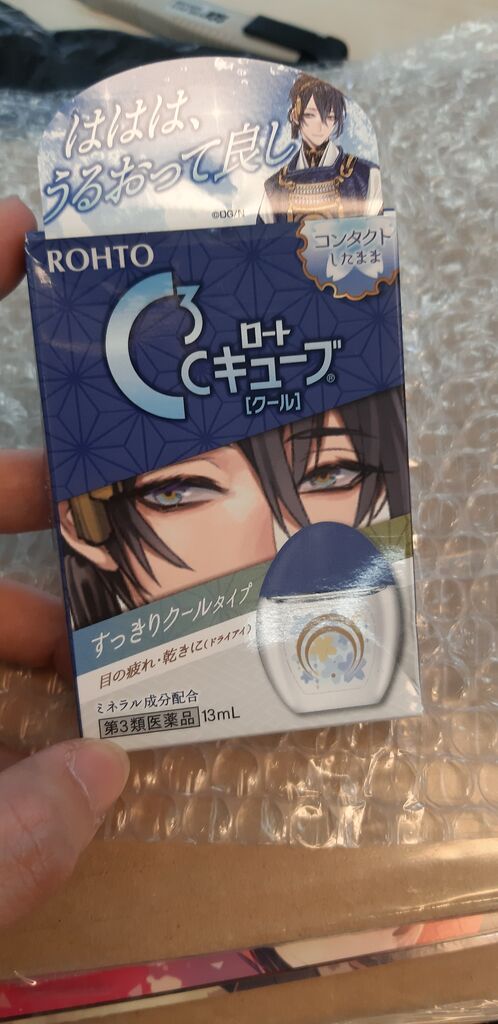 ははは、
うるおって良し
©DG/N
ROHTO
コンタクト
したまま
C3
ロート
Cキューブ®
[クール]
すっきりクールタイプ
目の疲れ・乾きに(ドライアイ)
ミネラル成分配合
第3類医薬品 13mL